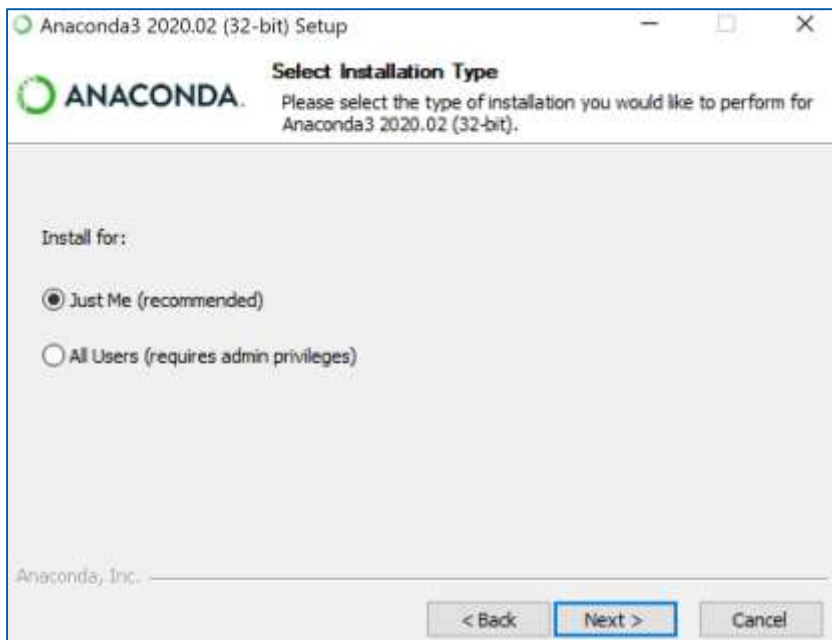 Anaconda3 2020.02 (32-bit) Setup
ANACONDA.
Select Installation Type
Please select the type of installation you would like to perform for
Anaconda3 2020.02 (32-bit).
Install for:
Just Me (recommended)
All Users (requires admin privileges)
Anaconda, Inc.
< Back
Next >
Cancel